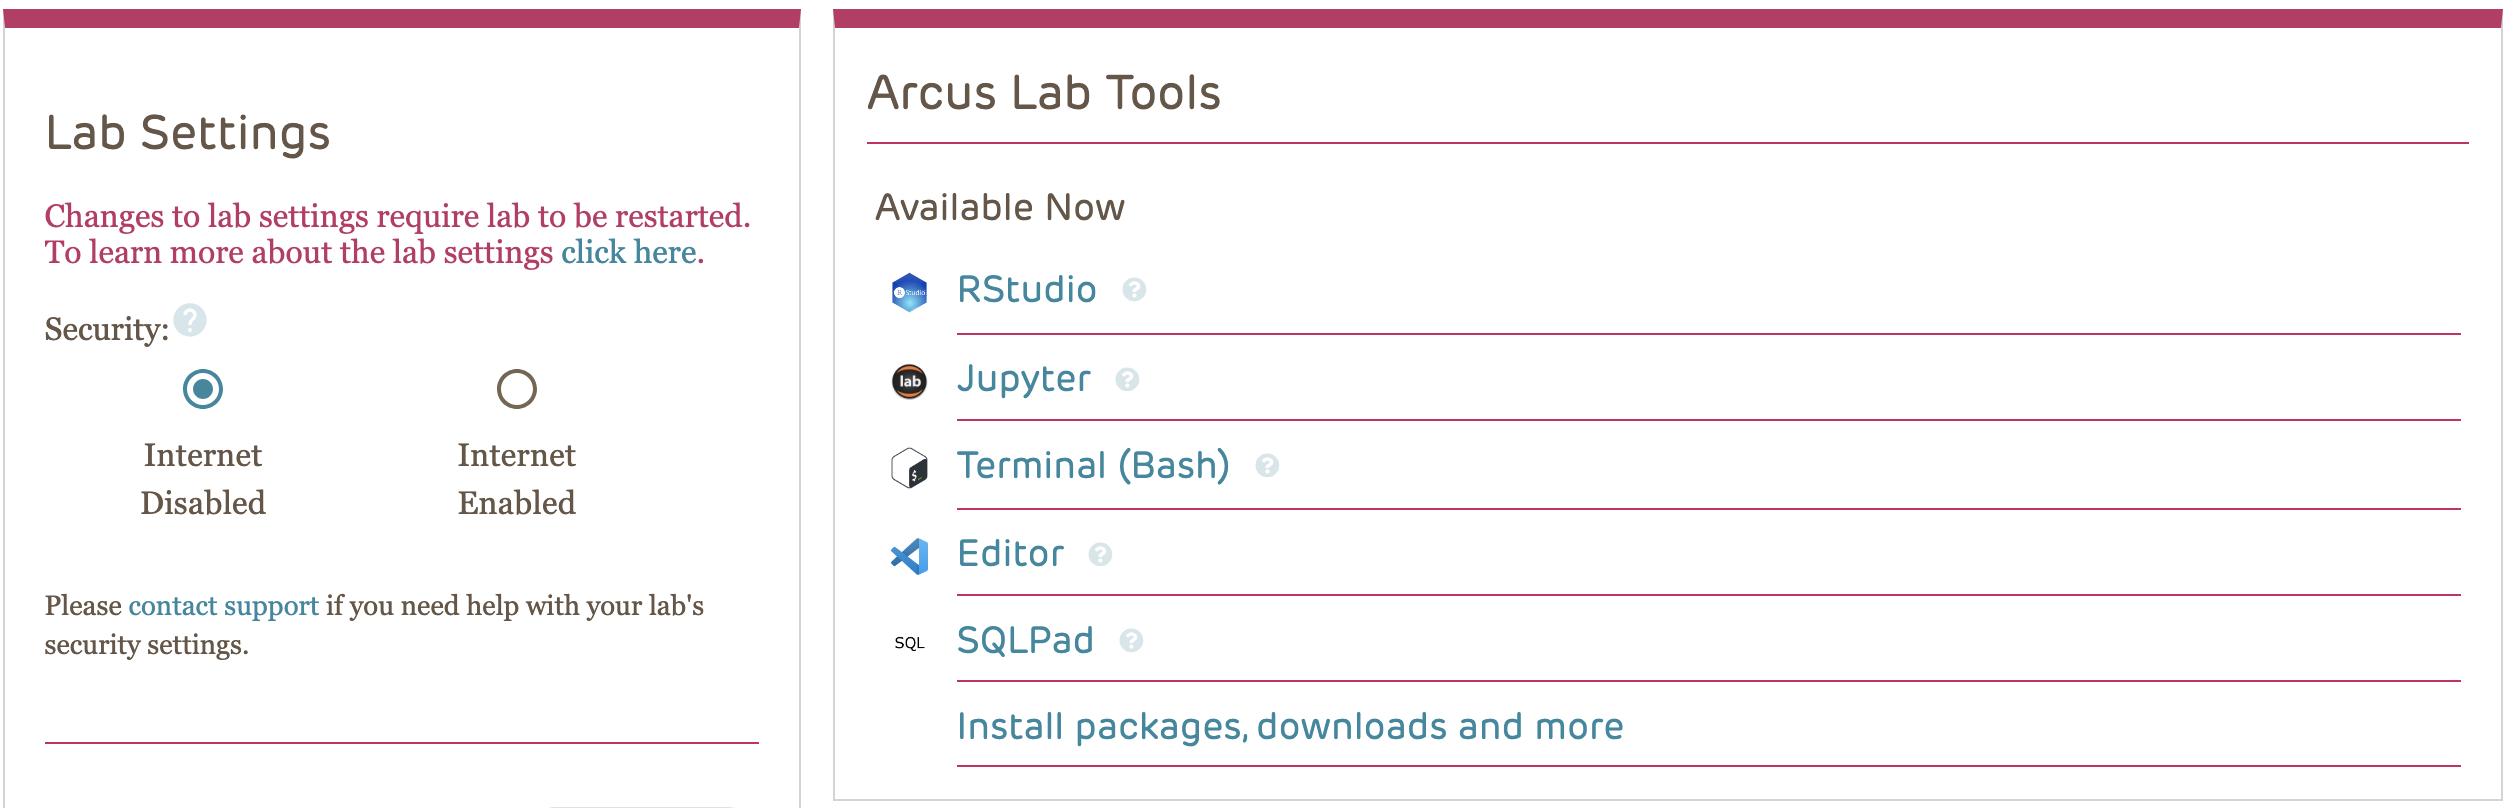 Lab Settings
Changes to lab settings require lab to be restarted.
To learn more about the lab settings click here.
Security: ?
Internet
Disabled
Internet
Enabled
Please contact support if you need help with your lab's
security settings.
Arcus Lab Tools
Available Now
R Studio
RStudio ?
lab
Jupyter ?
$
Terminal (Bash) ?
Editor ?
SQL
SQLPad ?
Install packages, downloads and more